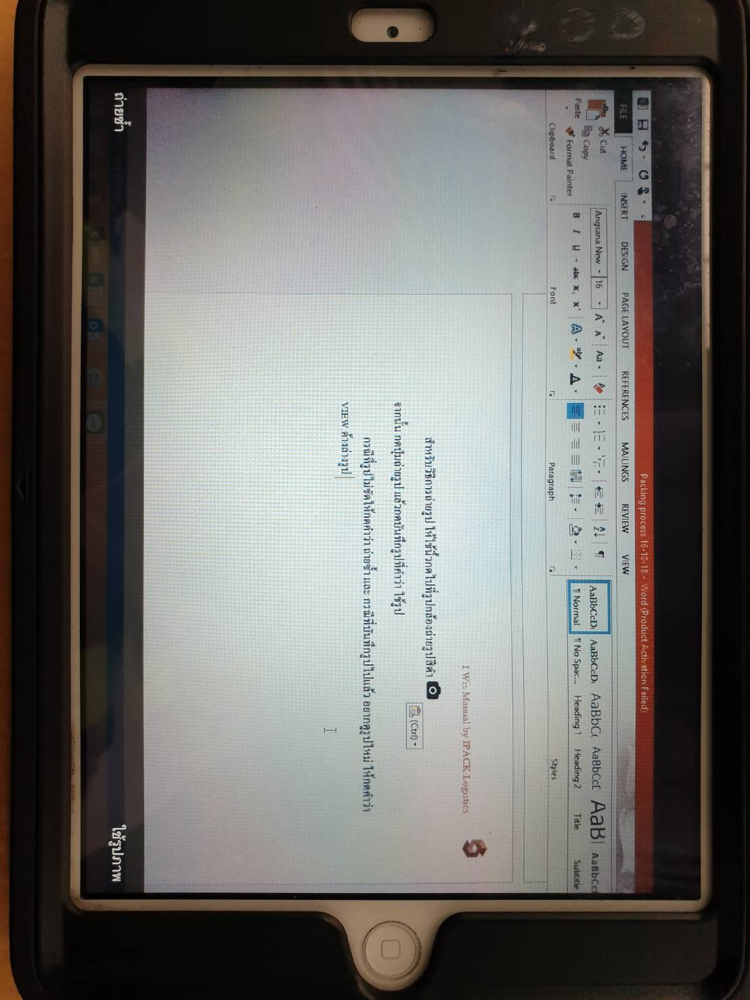 Packing process 16-10-18 - Word (Product Activation Failed)
FILE HOME INSERT DESIGN PAGE LAYOUT REFERENCES MAILINGS REVIEW VIEW
Cut
Copy
Paste
Format Painter
Clipboard
Angsana New 16 A A Aa
B I U abc X₂ X² A ab A
Font
Paragraph
AaBbCcDı AaBbCcDı AaBbC( AaBbCcD AaB AaBbCc
¶ Normal ¶ No Spac... Heading 1 Heading 2 Title Subtitle
Styles
I Wis Manual by IPACK Logistics
สำหรับวิธีการถ่ายรูป ให้ใช้นิ้วกดไปที่รูปกล้องถ่ายรูปสีดำ
(Ctrl)
จากนั้น กดปุ่มถ่ายรูป แล้วกดบันทึกรูปที่คำว่า ใช้รูป
กรณีที่รูปไม่ชัดให้กดคำว่า ถ่ายซ้ำ และ กรณีที่บันทึกรูปไปแล้ว อยากดูรูปใหม่ ให้กดคำว่า
VIEW ด้างล่างรูป
ถ่ายซ้ำ
ใช้รูปภาพ